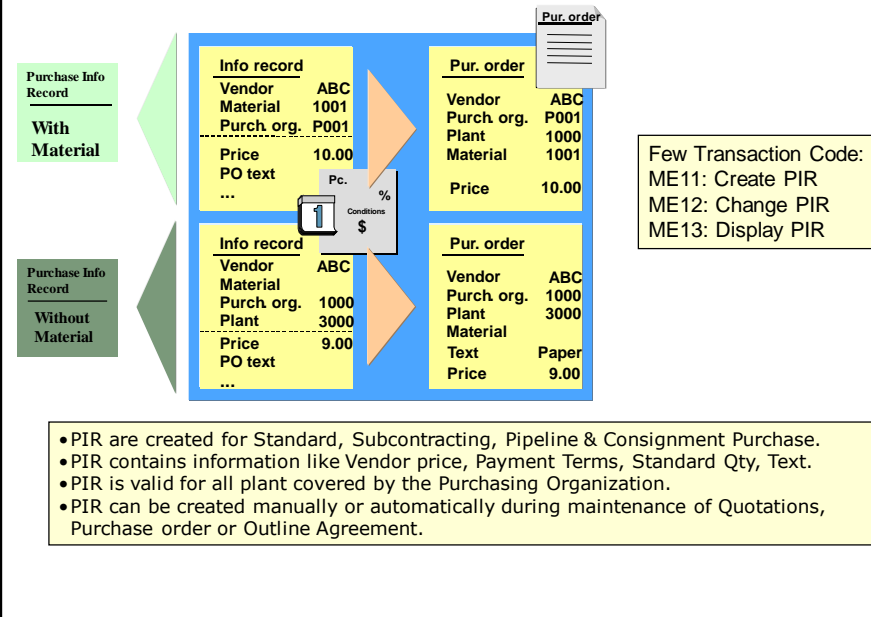 Pur. order
Purchase Info
Record
With
Material
Info record
Vendor ABC
Material 1001
Purch. org. P001
Price 10.00
PO text
...
Pur. order
Vendor ABC
Purch. org. P001
Plant 1000
Material 1001
Price 10.00
Few Transaction Code:
ME11: Create PIR
ME12: Change PIR
ME13: Display PIR
Pc.
%
1
Conditions
$
Purchase Info
Record
Without
Material
Info record
Vendor ABC
Material
Purch. org. 1000
Plant 3000
Price 9.00
PO text
...
Pur. order
Vendor ABC
Purch. org. 1000
Plant 3000
Material
Text Paper
Price 9.00
•PIR are created for Standard, Subcontracting, Pipeline & Consignment Purchase.
•PIR contains information like Vendor price, Payment Terms, Standard Qty, Text.
•PIR is valid for all plant covered by the Purchasing Organization.
•PIR can be created manually or automatically during maintenance of Quotations,
Purchase order or Outline Agreement.